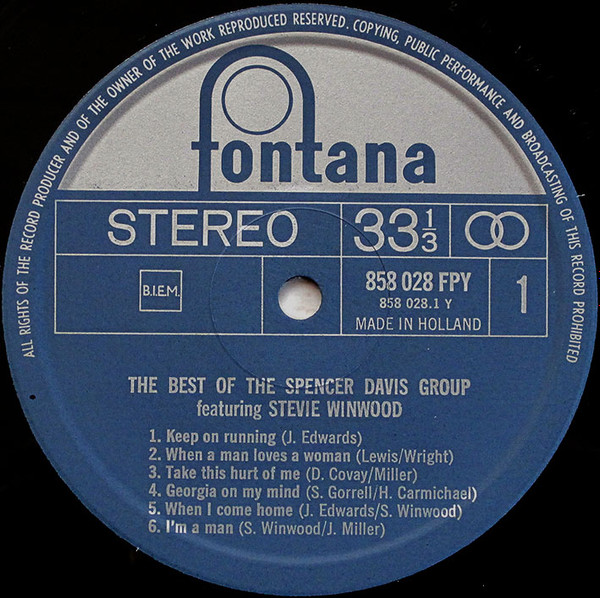 ALL RIGHTS OF THE RECORD PRODUCER AND OF THE OWNER OF THE WORK REPRODUCED RESERVED. COPYING, PUBLIC PERFORMANCE AND BROADCASTING OF THIS RECORD PROHIBITED
fontana
STEREO 33 1/3
B.I.E.M. 858 028 FPY 1
858 028.1 Y
MADE IN HOLLAND
THE BEST OF THE SPENCER DAVIS GROUP
featuring STEVIE WINWOOD
1. Keep on running (J. Edwards)
2. When a man loves a woman (Lewis/Wright)
3. Take this hurt of me (D. Covay/Miller)
4. Georgia on my mind (S. Gorrell/H. Carmichael)
5. When I come home (J. Edwards/S. Winwood)
6. I'm a man (S. Winwood/J. Miller)